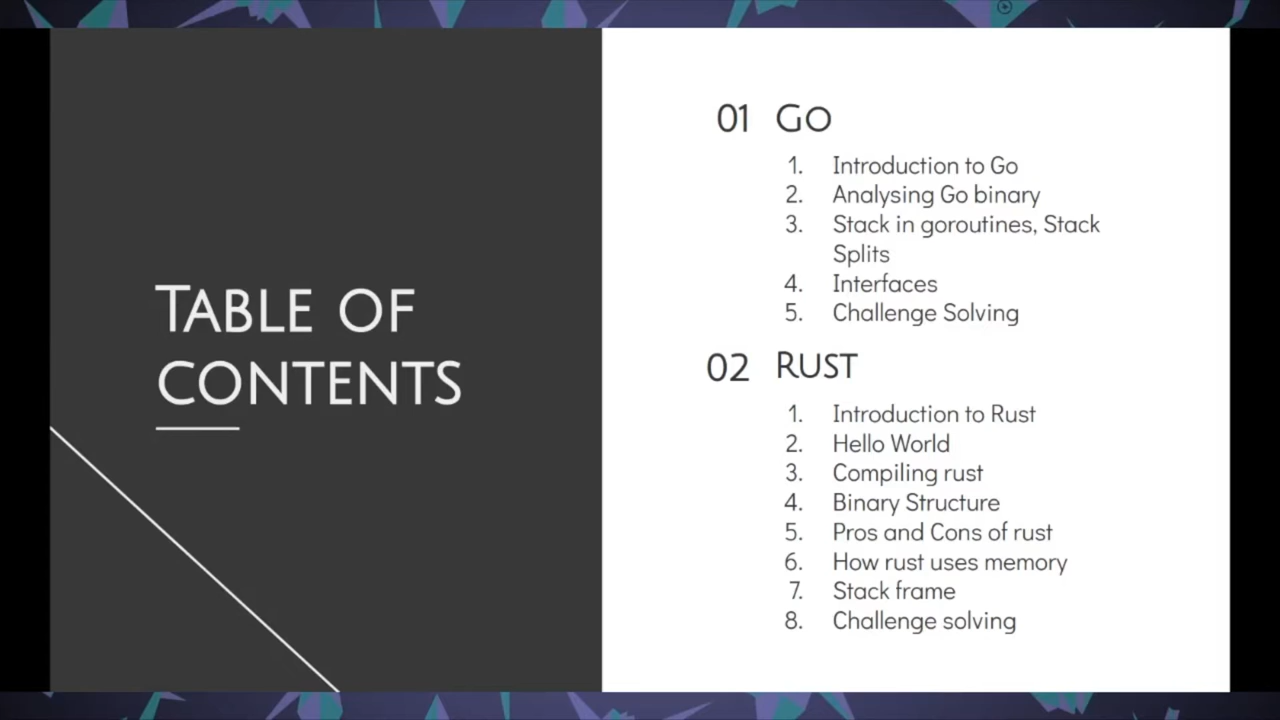 TABLE OF
CONTENTS
01 GO
1. Introduction to Go
2. Analysing Go binary
3. Stack in goroutines, Stack
Splits
4. Interfaces
5. Challenge Solving
02 RUST
1. Introduction to Rust
2. Hello World
3. Compiling rust
4. Binary Structure
5. Pros and Cons of rust
6. How rust uses memory
7. Stack frame
8. Challenge solving